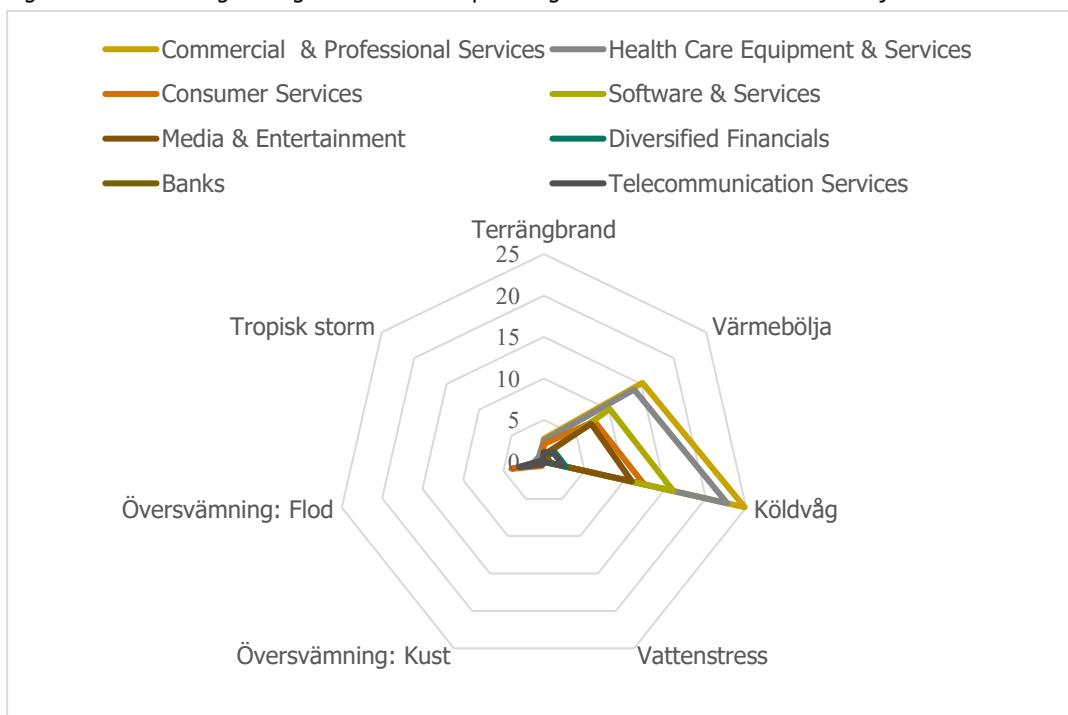 Commercial & Professional Services Health Care Equipment & Services
Consumer Services Software & Services
Media & Entertainment Diversified Financials
Banks Telecommunication Services
Terrängbrand
25
20
Tropisk storm Värmebölja
15
10
5
0
Översvämning: Flod Köldvåg
Översvämning: Kust Vattenstress